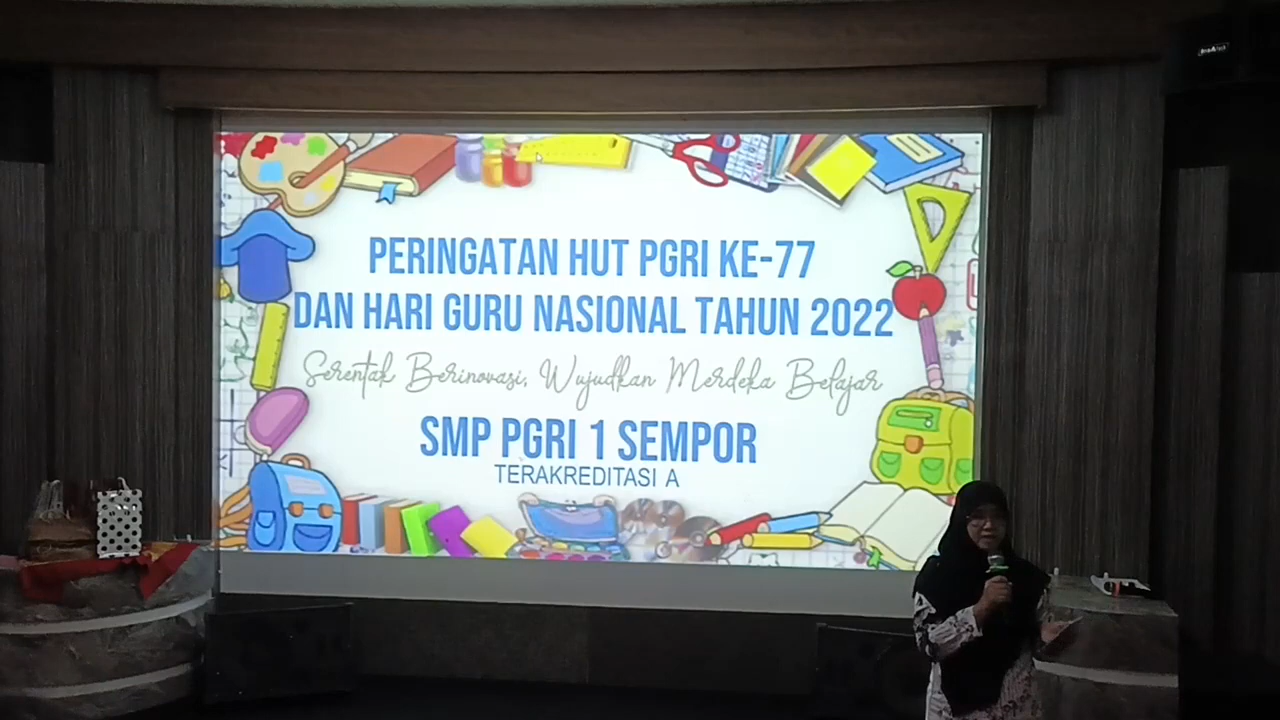 PERINGATAN HUT PGRI KE-77
DAN HARI GURU NASIONAL TAHUN 2022
Serentak Berinovasi, Wujudkan Merdeka Belajar
SMP PGRI 1 SEMPOR
TERAKREDITASI A